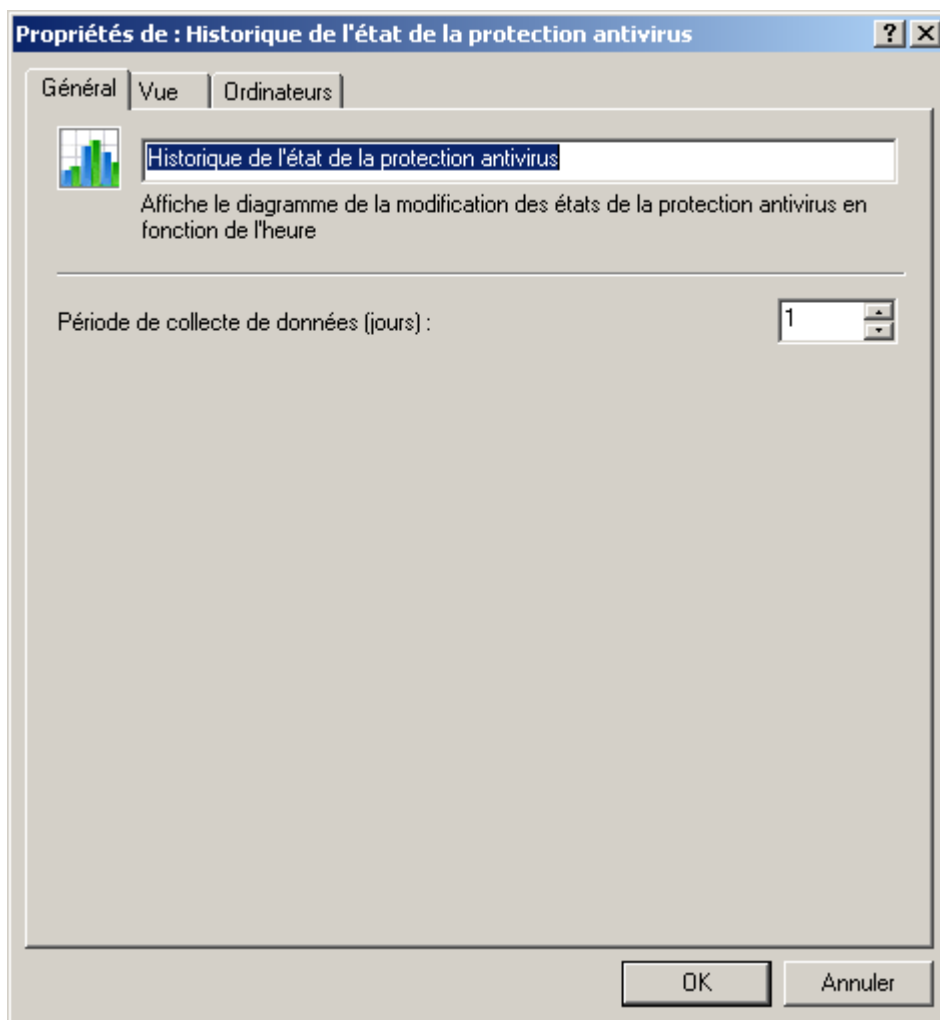 Propriétés de : Historique de l'état de la protection antivirus
Général Vue Ordinateurs
Historique de l'état de la protection antivirus
Affiche le diagramme de la modification des états de la protection antivirus en
fonction de l'heure
Période de collecte de données (jours) : 1
OK Annuler